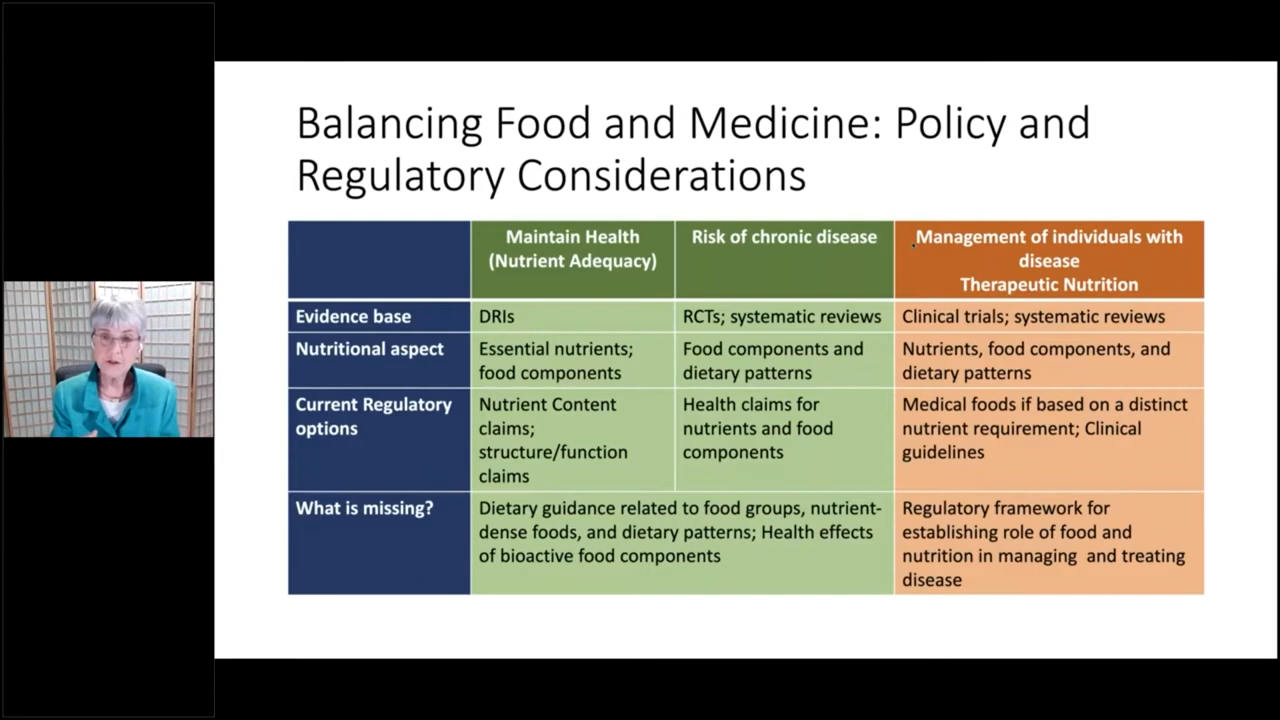 Balancing Food and Medicine: Policy and
Regulatory Considerations
Maintain Health
(Nutrient Adequacy)
Risk of chronic disease
Management of individuals with
disease
Therapeutic Nutrition
Evidence base
DRIs
RCTs; systematic reviews
Clinical trials; systematic reviews
Nutritional aspect
Essential nutrients;
food components
Food components and
dietary patterns
Nutrients, food components, and
dietary patterns
Current Regulatory
options
Nutrient Content
claims;
structure/function
claims
Health claims for
nutrients and food
components
Medical foods if based on a distinct
nutrient requirement; Clinical
guidelines
What is missing?
Dietary guidance related to food groups, nutrient-
dense foods, and dietary patterns; Health effects
of bioactive food components
Regulatory framework for
establishing role of food and
nutrition in managing  and treating
disease